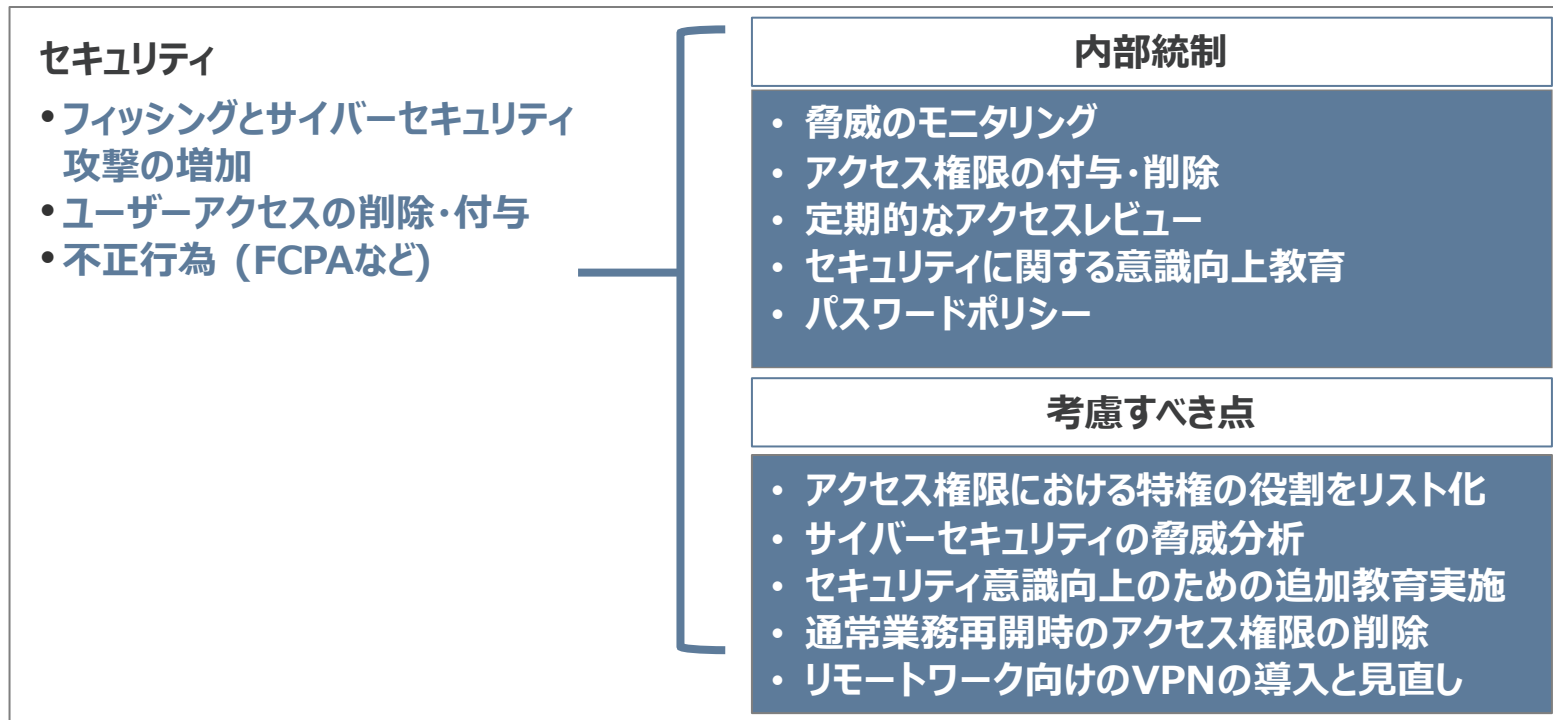 セキュリティ
•フィッシングとサイバーセキュリティ
攻撃の増加
•ユーザーアクセスの削除・付与
•不正行為 (FCPAなど)
内部統制
• 脅威のモニタリング
• アクセス権限の付与・削除
• 定期的なアクセスレビュー
• セキュリティに関する意識向上教育
• パスワードポリシー
考慮すべき点
• アクセス権限における特権の役割をリスト化
• サイバーセキュリティの脅威分析
• セキュリティ意識向上のための追加教育実施
• 通常業務再開時のアクセス権限の削除
• リモートワーク向けのVPNの導入と見直し